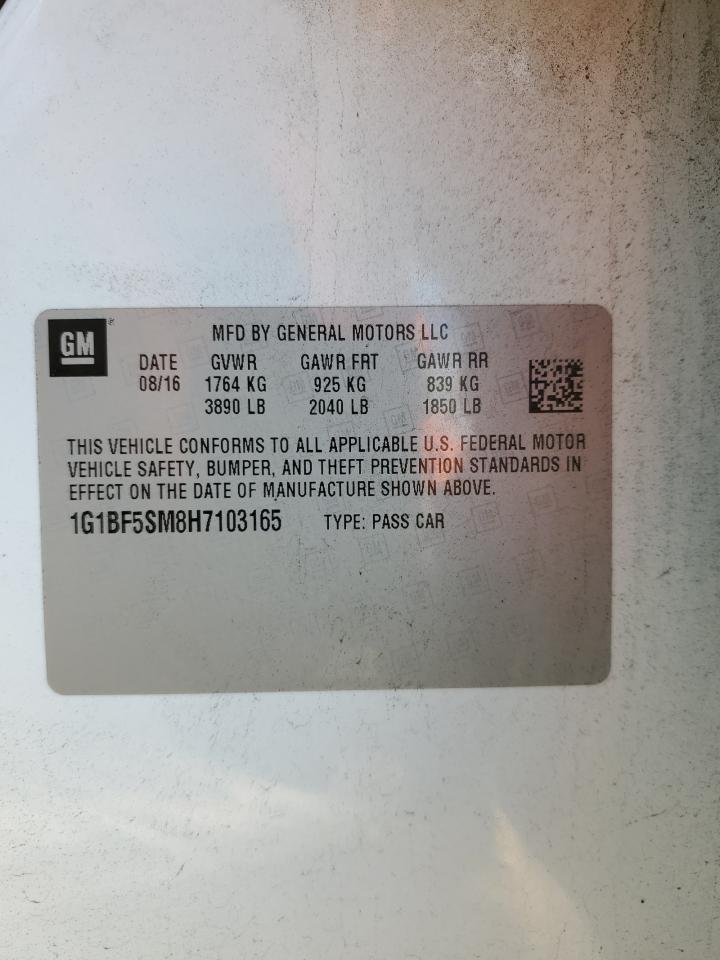 GM
MFD BY GENERAL MOTORS LLC
DATE GVWR GAWR FRT GAWR RR
08/16 1764 KG 925 KG 839 KG
3890 LB 2040 LB 1850 LB
THIS VEHICLE CONFORMS TO ALL APPLICABLE U.S. FEDERAL MOTOR
VEHICLE SAFETY, BUMPER, AND THEFT PREVENTION STANDARDS IN
EFFECT ON THE DATE OF MANUFACTURE SHOWN ABOVE.
1G1BF5SM8H7103165 TYPE: PASS CAR